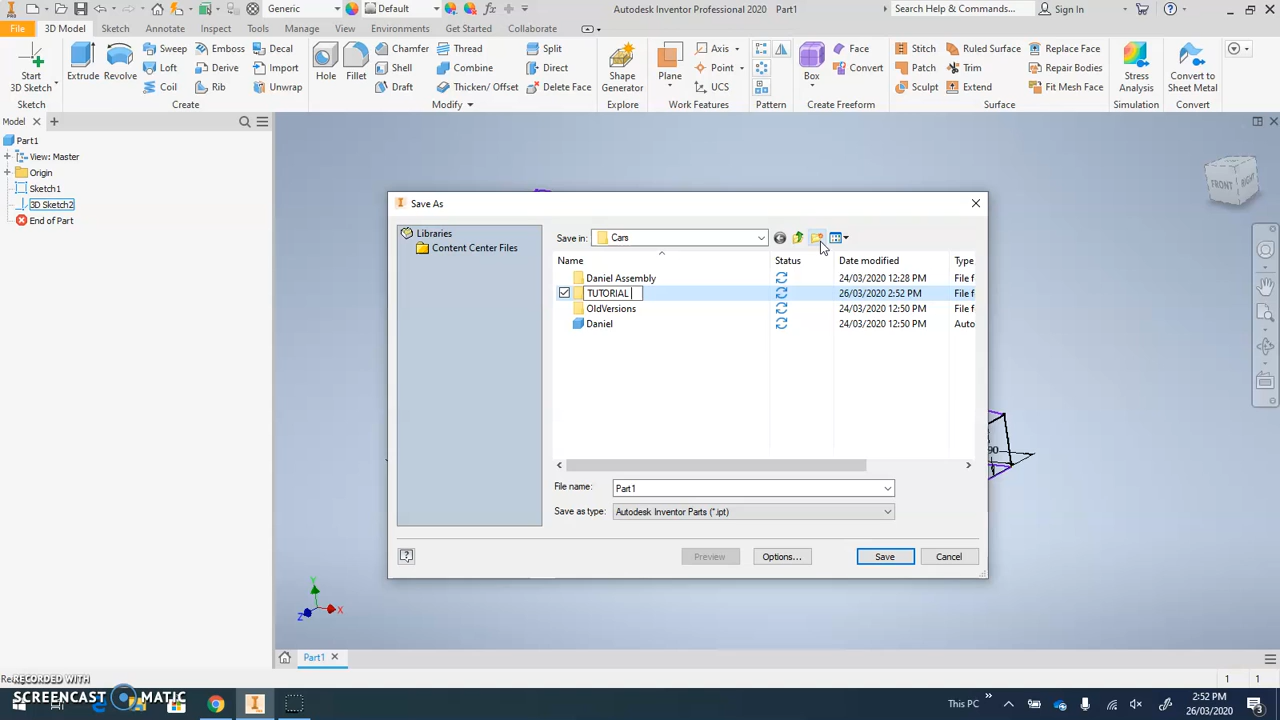 Generic
Default
Autodesk Inventor Professional 2020 Part1
Search Help & Commands...
Sign In
File
3D Model
Sketch
Annotate
Inspect
Tools
Manage
View
Environments
Get Started
Collaborate
Start
3D Sketch
Extrude
Revolve
Sweep
Emboss
Decal
Loft
Derive
Import
Coil
Rib
Unwrap
Hole
Fillet
Chamfer
Thread
Split
Shell
Combine
Direct
Draft
Thicken/ Offset
Delete Face
Shape
Generator
Plane
Axis
Point
UCS
Box
Face
Convert
Stitch
Ruled Surface
Replace Face
Patch
Trim
Repair Bodies
Sculpt
Extend
Fit Mesh Face
Stress
Analysis
Convert to
Sheet Metal
Sketch
Create
Modify
Explore
Work Features
Pattern
Create Freeform
Surface
Simulation
Convert
Model
Part1
View: Master
Origin
Sketch1
3D Sketch2
End of Part
FRONT
RIGHT
Save As
Libraries
Content Center Files
Save in:
Cars
Name
Status
Date modified
Type
Daniel Assembly
24/03/2020 12:28 PM
File f
TUTORIAL
26/03/2020 2:52 PM
File f
OldVersions
24/03/2020 12:50 PM
File f
Daniel
24/03/2020 12:50 PM
Auto
File name:
Part1
Save as type:
Autodesk Inventor Parts (*.ipt)
Preview
Options...
Save
Cancel
90
Y
X
Z
Part1
RECORDED WITH
SCREENCAST MATIC
1
1
This PC
2:52 PM
26/03/2020
3